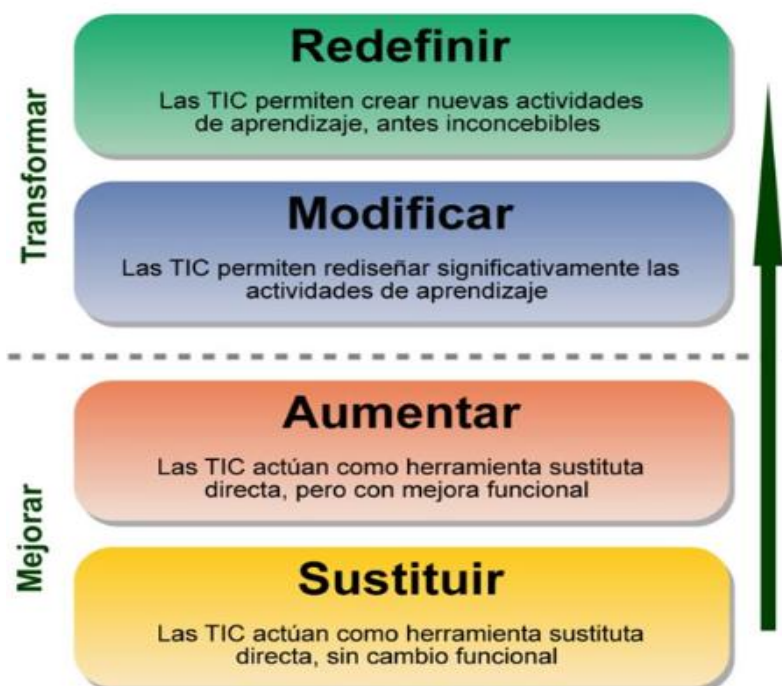 Transformar
Redefinir
Las TIC permiten crear nuevas actividades
de aprendizaje, antes inconcebibles
Modificar
Las TIC permiten rediseñar significativamente las
actividades de aprendizaje
Mejorar
Aumentar
Las TIC actúan como herramienta sustituta
directa, pero con mejora funcional
Sustituir
Las TIC actúan como herramienta sustituta
directa, sin cambio funcional